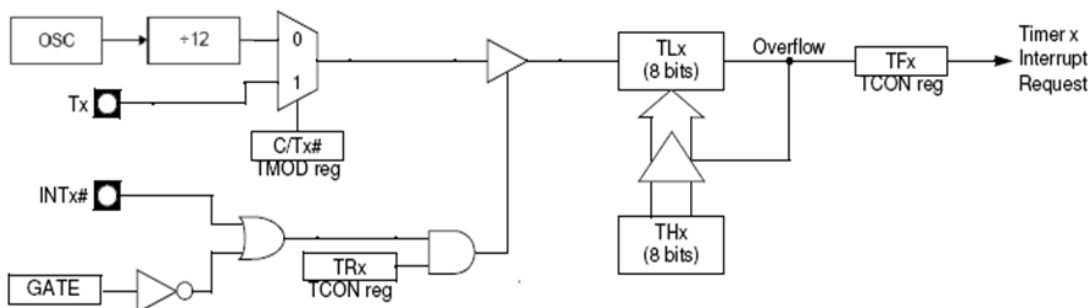 OSC
÷12
0
1
Tx
C/Tx#
TMOD reg
INTx#
GATE
TRx
TCON reg
TLx
(8 bits)
THx
(8 bits)
Overflow
TFx
TCON reg
Timer x
Interrupt
Request